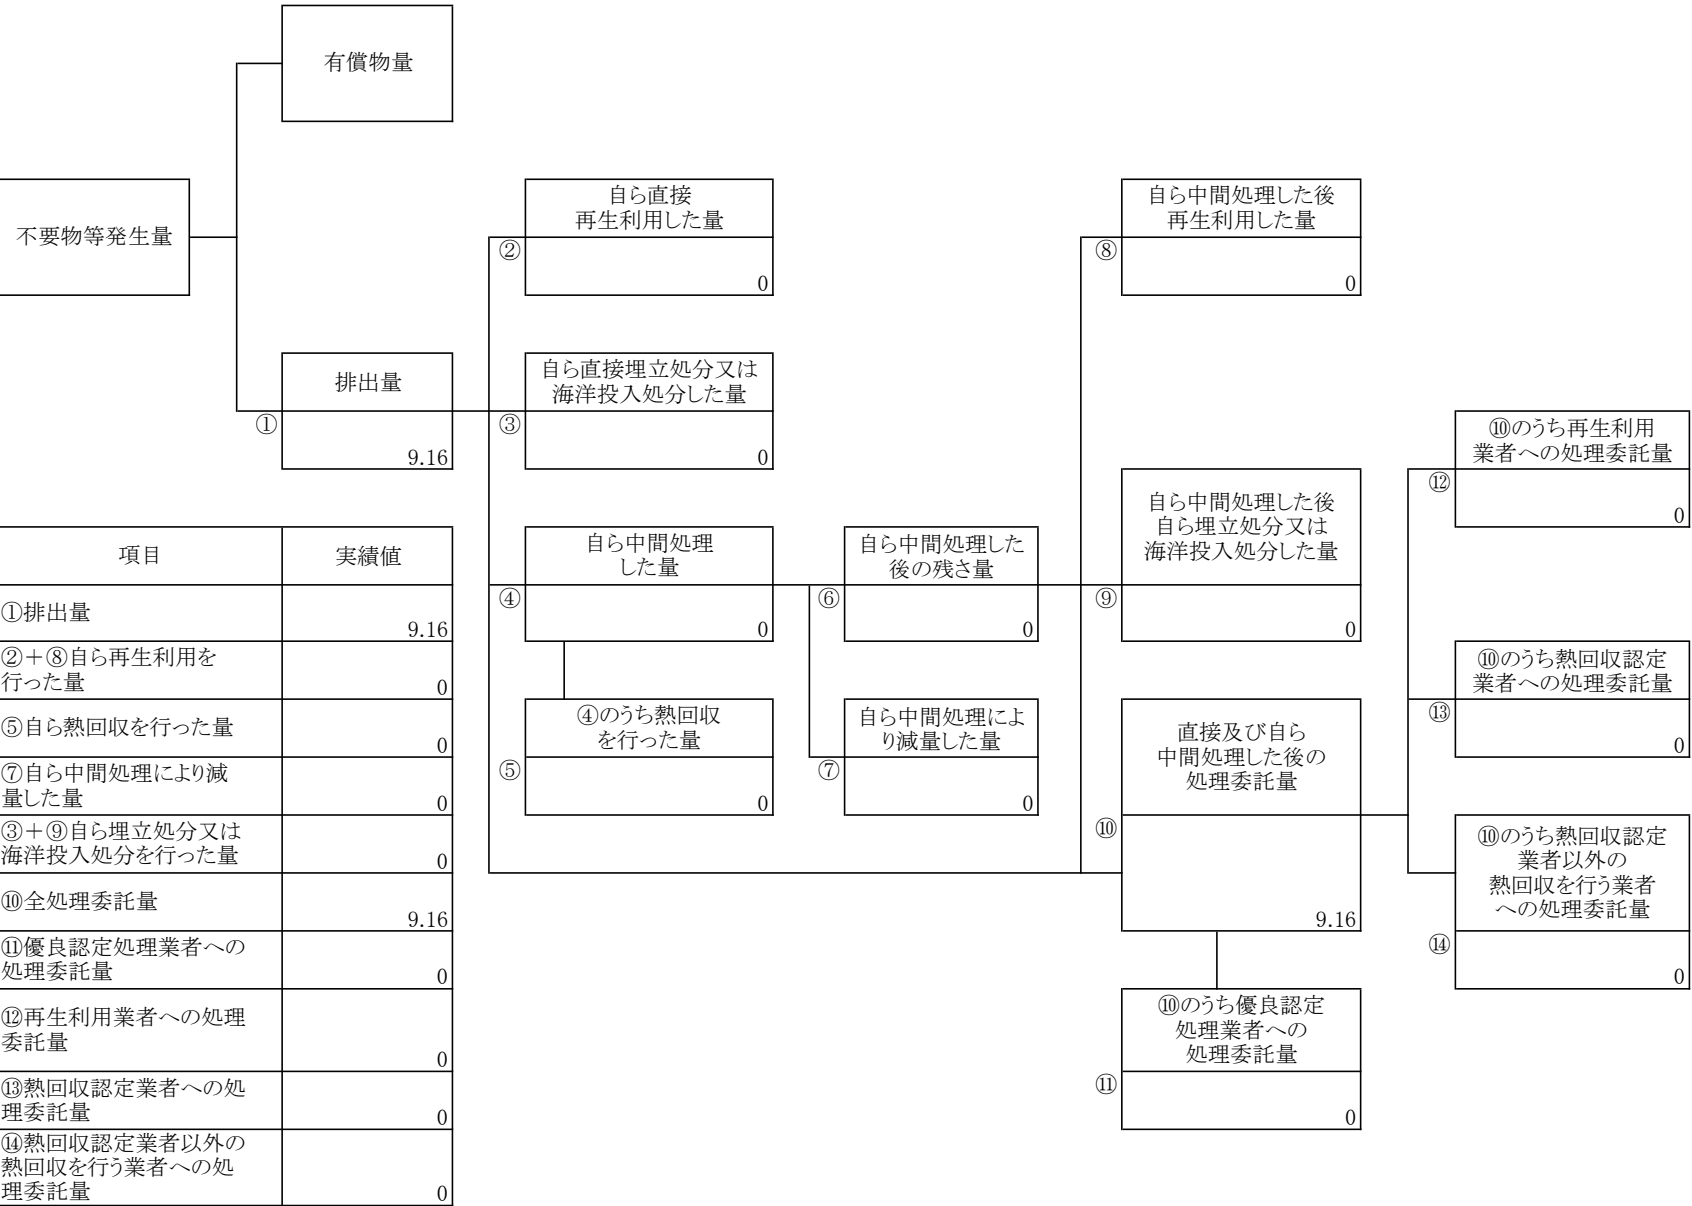 有償物量
不要物等発生量
自ら直接
再生利用した量
②
0
自ら中間処理した後
再生利用した量
⑧
0
排出量
①
9.16
自ら直接埋立処分又は
海洋投入処分した量
③
0
⑩のうち再生利用
業者への処理委託量
⑫
0
自ら中間処理した後
自ら埋立処分又は
海洋投入処分した量
⑨
0
自ら中間処理
した量
④
0
自ら中間処理した
後の残さ量
⑥
0
⑩のうち熱回収認定
業者への処理委託量
⑬
0
④のうち熱回収
を行った量
⑤
0
自ら中間処理によ
り減量した量
⑦
0
直接及び自ら
中間処理した後の
処理委託量
⑩
9.16
⑩のうち熱回収認定
業者以外の
熱回収を行う業者
への処理委託量
⑭
0
⑩のうち優良認定
処理業者への
処理委託量
⑪
0
項目 実績値
①排出量
9.16
②+⑧自ら再生利用を
行った量
0
⑤自ら熱回収を行った量
0
⑦自ら中間処理により減
量した量
0
③+⑨自ら埋立処分又は
海洋投入処分を行った量
0
⑩全処理委託量
9.16
⑪優良認定処理業者への
処理委託量
0
⑫再生利用業者への処理
委託量
0
⑬熱回収認定業者への処
理委託量
0
⑭熱回収認定業者以外の
熱回収を行う業者への処
理委託量
0